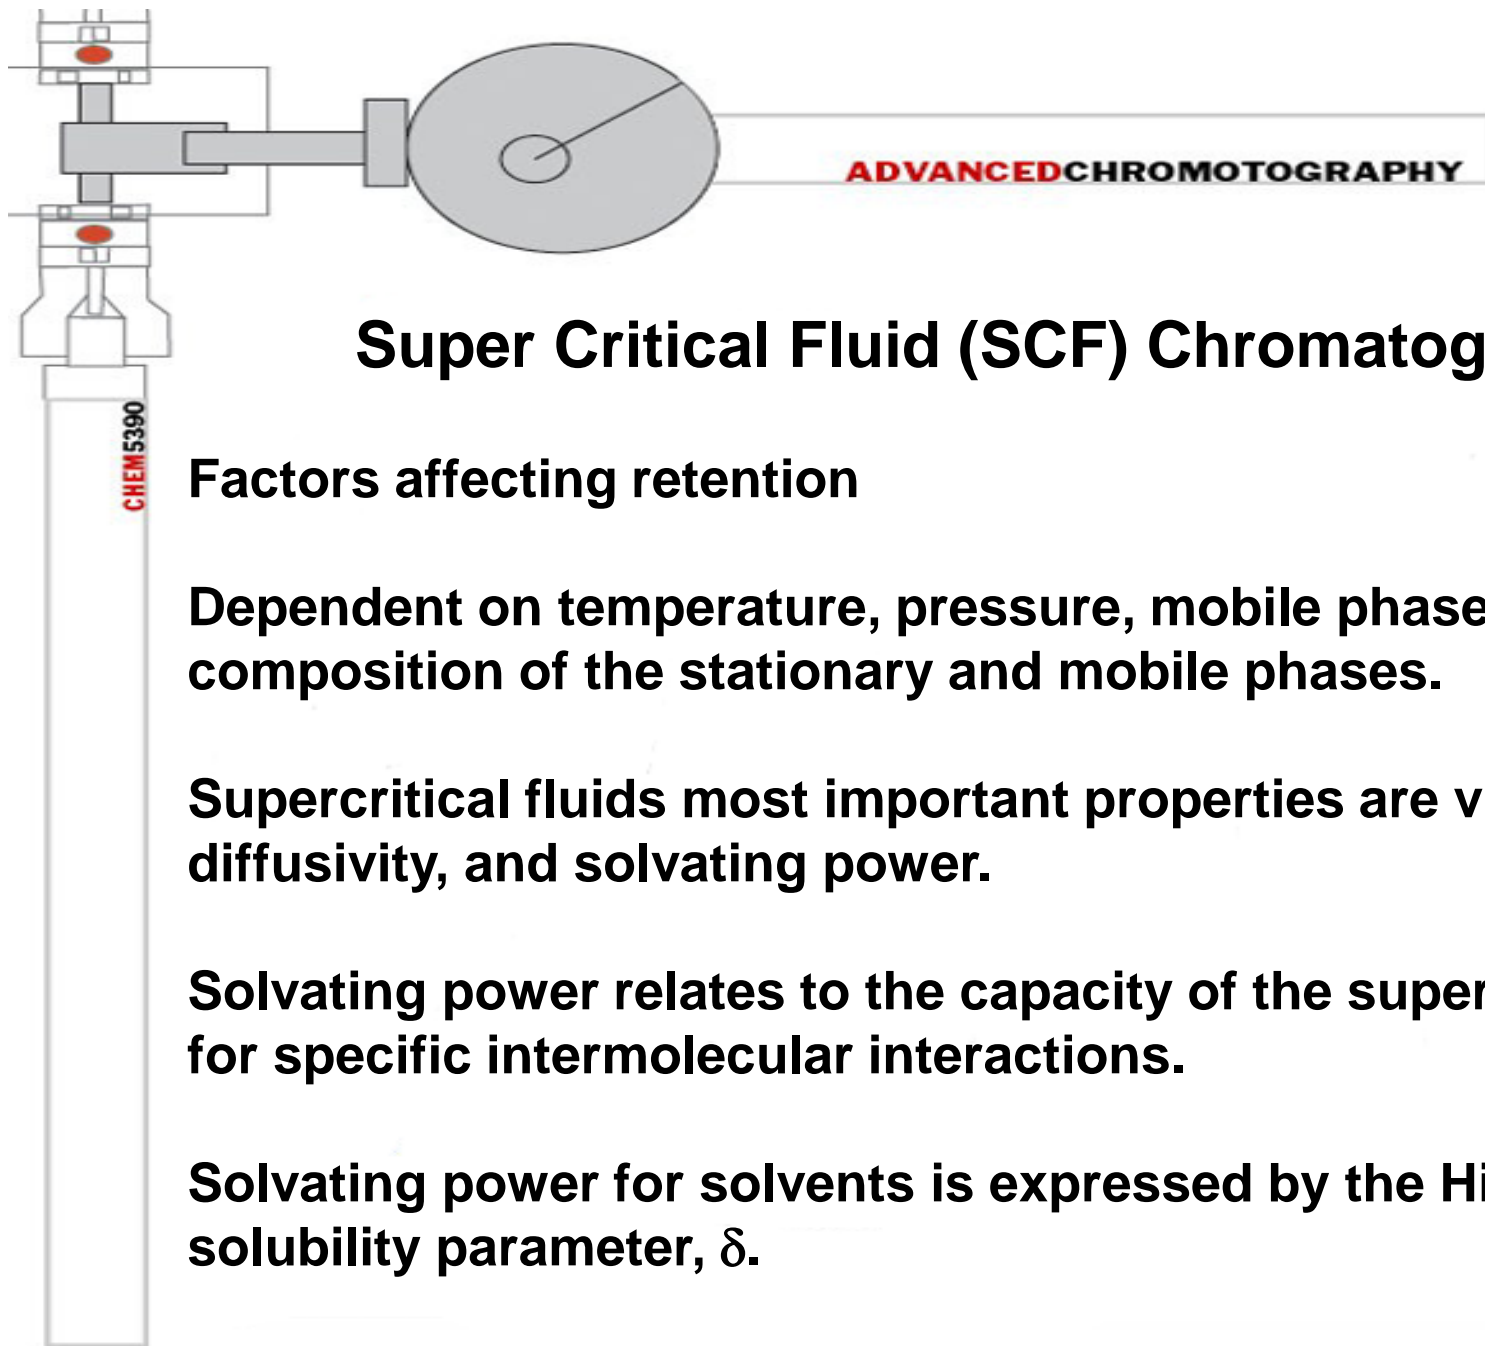 ADVANCEDCHROMOTOGRAPHY
Super Critical Fluid (SCF) Chromatog
CHEM5390
Factors affecting retention
Dependent on temperature, pressure, mobile phase
composition of the stationary and mobile phases.
Supercritical fluids most important properties are v
diffusivity, and solvating power.
Solvating power relates to the capacity of the super
for specific intermolecular interactions.
Solvating power for solvents is expressed by the Hi
solubility parameter, δ.